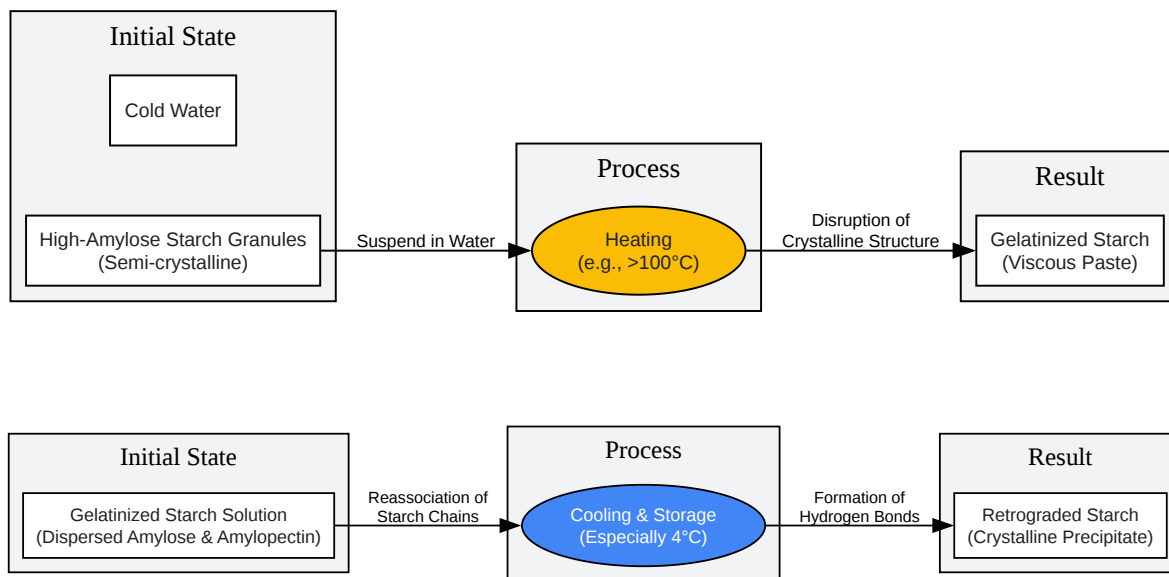 Initial State
Cold Water
High-Amylose Starch Granules
(Semi-crystalline)
Suspend in Water
Process
Heating
(e.g., >100°C)
Disruption of
Crystalline Structure
Result
Gelatinized Starch
(Viscous Paste)
Initial State
Gelatinized Starch Solution
(Dispersed Amylose & Amylopectin)
Reassociation of
Starch Chains
Process
Cooling & Storage
(Especially 4°C)
Formation of
Hydrogen Bonds
Result
Retrograded Starch
(Crystalline Precipitate)